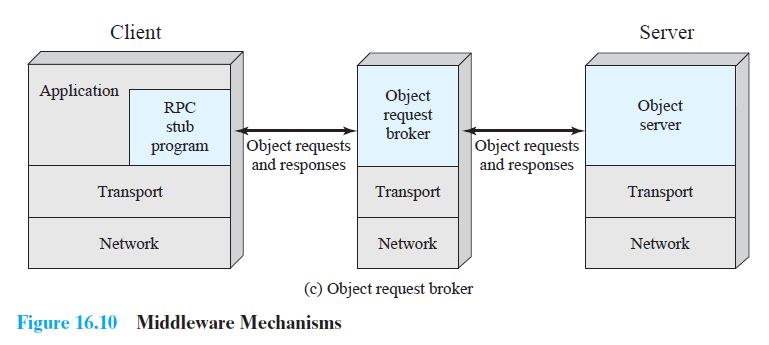 Client
Server
Application
RPC
stub
program
Object requests
and responses
Object
request
broker
Object requests
and responses
Object
server
Transport
Transport
Transport
Network
Network
Network
(c) Object request broker
Figure 16.10 Middleware Mechanisms